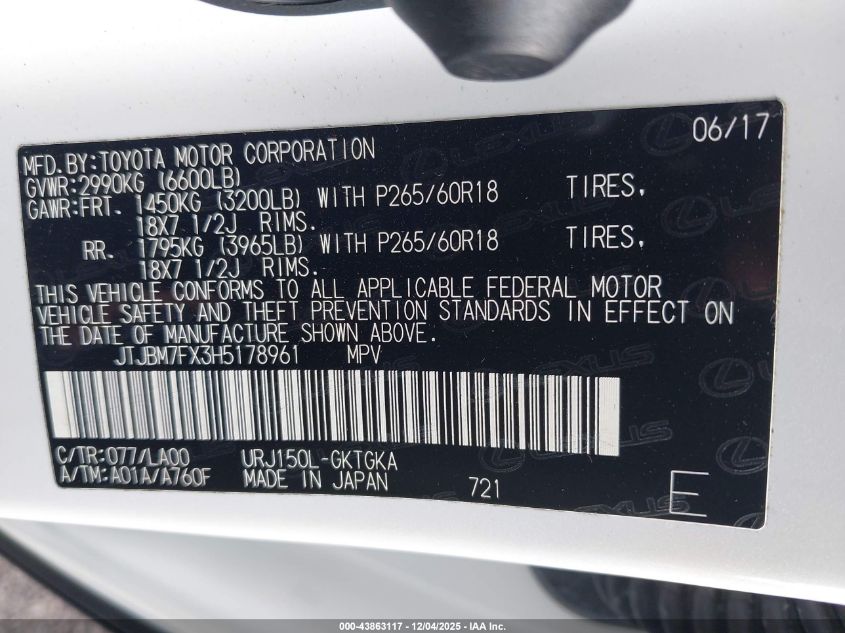 06/17
MFD.BY:TOYOTA MOTOR CORPORATION
GVWR:2990KG (6600LB)
GAWR:FRT. 1450KG (3200LB) WITH P265/60R18 TIRES,
18X7 1/2J RIMS.
RR. 1795KG (3965LB) WITH P265/60R18 TIRES,
18X7 1/2J RIMS.
THIS VEHICLE CONFORMS TO ALL APPLICABLE FEDERAL MOTOR
VEHICLE SAFETY AND THEFT PREVENTION STANDARDS IN EFFECT ON
THE DATE OF MANUFACTURE SHOWN ABOVE.
JTJBM7FX3H5178961 MPV
C/TR:077/LA00 URJ150L-GKTGKA
A/TM:A01A/A760F MADE IN JAPAN 721
E
000-43863117 - 12/04/2025 - IAA Inc.